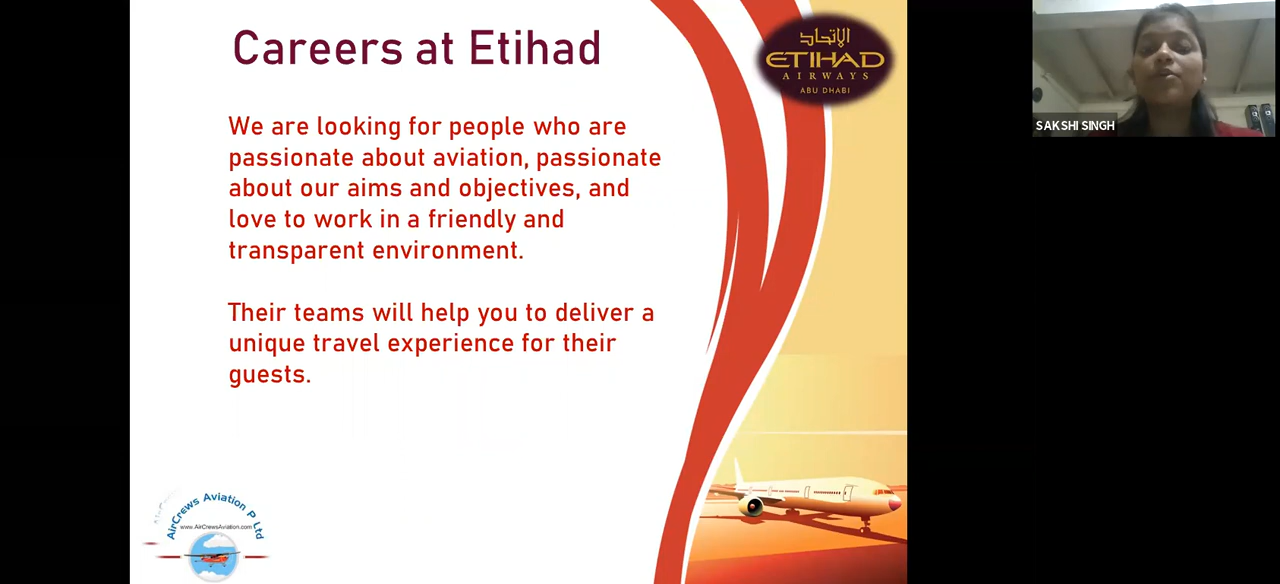 Careers at Etihad
We are looking for people who are
passionate about aviation, passionate
about our aims and objectives, and
love to work in a friendly and
transparent environment.
Their teams will help you to deliver a
unique travel experience for their
guests.
الإتحاد
ETIHAD
AIRWAYS
ABU DHABI
SAKSHI SINGH
AirCrews Aviation P Ltd
www.AirCrewsAviation.com